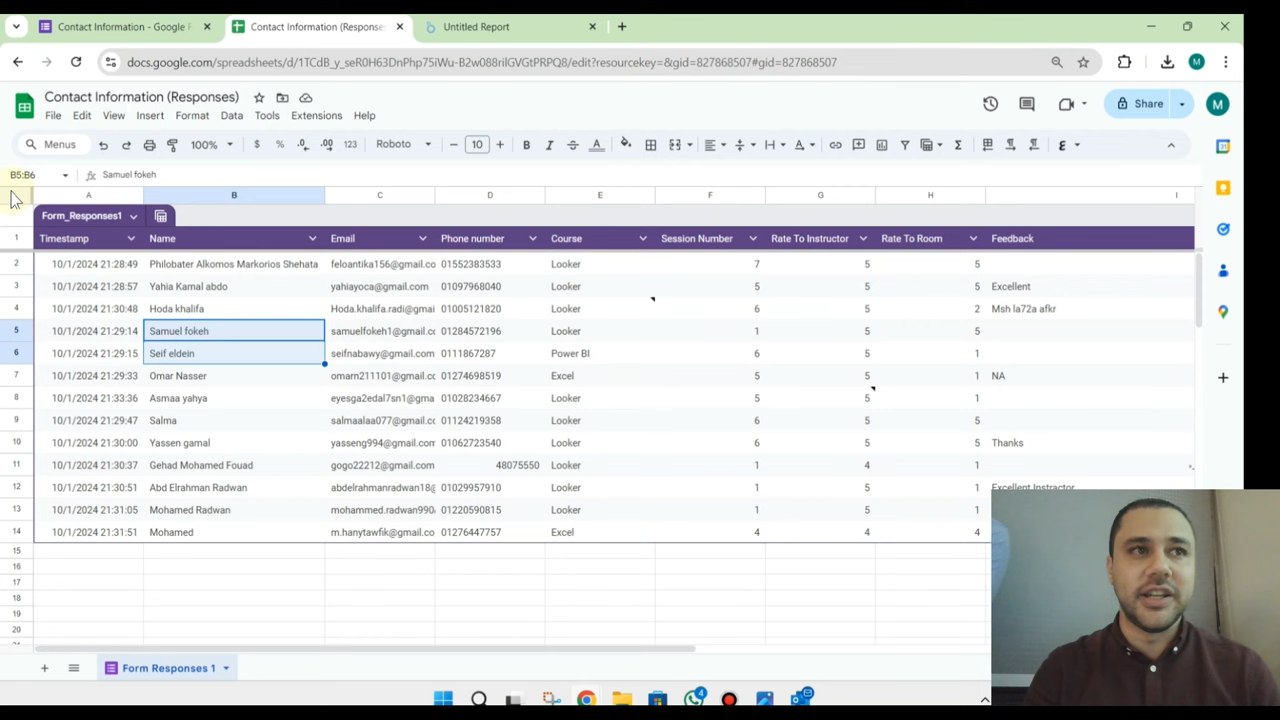 Contact Information - Google F
Contact Information (Response
Untitled Report
docs.google.com/spreadsheets/d/1TCdB_y_seR0H63DnPhp75iWu-B2w088rilGVGtPRPQ8/edit?resourcekey=&gid=827868507#gid=827868507
M
Contact Information (Responses)
File Edit View Insert Format Data Tools Extensions Help
Share
M
Menus 100% $ % .0 .00 123 Roboto 10 B I A
B5:B6 fx Samuel fokeh
A B C D E F G H I
Form_Responses1
1 Timestamp Name Email Phone number Course Session Number Rate To Instructor Rate To Room Feedback
2 10/1/2024 21:28:49 Philobater Alkomos Markorios Shehata feloantika156@gmail.co 01552383533 Looker 7 5 5
3 10/1/2024 21:28:57 Yahia Kamal abdo yahiayoca@gmail.com 01097968040 Looker 5 5 5 Excellent
4 10/1/2024 21:30:48 Hoda khalifa Hoda.khalifa.radi@gmai 01005121820 Looker 6 5 2 Msh la72a afkr
5 10/1/2024 21:29:14 Samuel fokeh samuelfokeh1@gmail.cc 01284572196 Looker 1 5 5
6 10/1/2024 21:29:15 Seif eldein seifnabawy@gmail.com 0111867287 Power BI 6 5 1
7 10/1/2024 21:29:33 Omar Nasser omarn211101@gmail.cc 01274698519 Excel 5 5 1 NA
8 10/1/2024 21:33:36 Asmaa yahya eyesga2edal7sn1@gma 01028234667 Looker 5 5 1
9 10/1/2024 21:29:47 Salma salmaalaa077@gmail.cc 01124219358 Looker 6 5 5
10 10/1/2024 21:30:00 Yassen gamal yasseng994@gmail.com 01062723540 Looker 6 5 5 Thanks
11 10/1/2024 21:30:37 Gehad Mohamed Fouad gogo22212@gmail.com 48075550 Looker 1 4 1
12 10/1/2024 21:30:51 Abd Elrahman Radwan abdelrahmanradwan18@ 01029957910 Looker 1 5 1 Excellent Instructor
13 10/1/2024 21:31:05 Mohamed Radwan mohammed.radwan990 01220590815 Looker 1 5 1
14 10/1/2024 21:31:51 Mohamed m.hanytawfik@gmail.co 01276447757 Excel 4 4 4
15
16
17
18
19
20
Form Responses 1
4